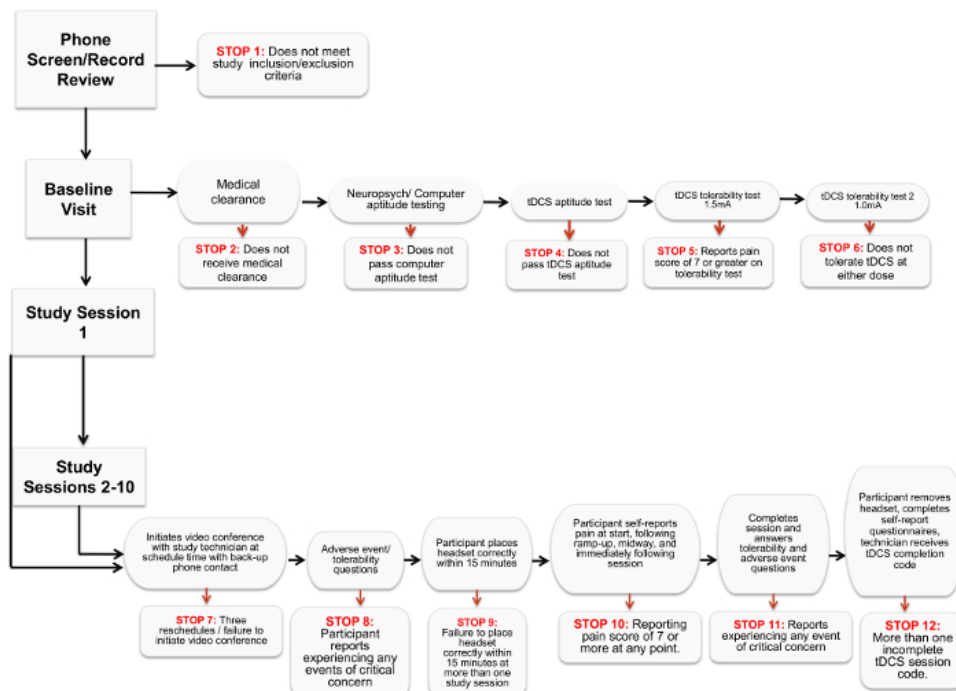 Phone
Screen/Record
Review
STOP 1: Does not meet
study inclusion/exclusion
criteria
Baseline
Visit
Medical
clearance
Neuropsych/ Computer
aptitude testing
tDCS aptitude test
tDCS tolerability test
1.5mA
tDCS tolerability test 2
1.0mA
STOP 2: Does not
receive medical
clearance
STOP 3: Does not
pass computer
aptitude test
STOP 4: Does not
pass tDCS aptitude
test
STOP 5: Reports pain
score of 7 or greater on
tolerability test
STOP 6: Does not
tolerate tDCS at
either dose
Study Session
1
Study
Sessions 2-10
Initiates video conference
with study technician at
schedule time with back-up
phone contact
Adverse event/
tolerability
questions
Participant places
headset correctly
within 15 minutes
Participant self-reports
pain at start, following
ramp-up, midway, and
immediately following
session
Completes
session and
answers
tolerability and
adverse event
questions
Participant removes
headset, completes
self-report
questionnaires,
technician receives
tDCS completion
code
STOP 7: Three
reschedules / failure to
initiate video conference
STOP 8:
Participant
reports
experiencing any
events of critical
concern
STOP 9:
Failure to place
headset
correctly within
15 minutes at
more than one
study session
STOP 10: Reporting
pain score of 7 or
more at any point.
STOP 11: Reports
experiencing any event
of critical concern
STOP 12:
More than one
incomplete
tDCS session
code.